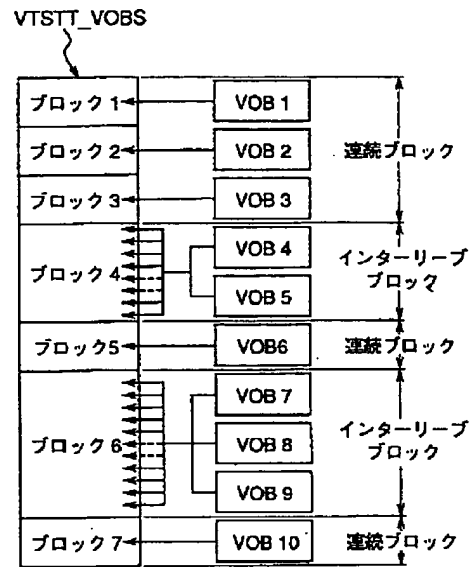 VTSTT_VOBS
ブロック 1
VOB 1
ブロック 2
VOB 2
連続ブロック
ブロック 3
VOB 3
ブロック 4
VOB 4
VOB 5
インターリーブ
ブロック
ブロック5
VOB6
連続ブロック
ブロック 6
VOB 7
VOB 8
VOB 9
インターリーブ
ブロック
ブロック 7
VOB 10
連続ブロック